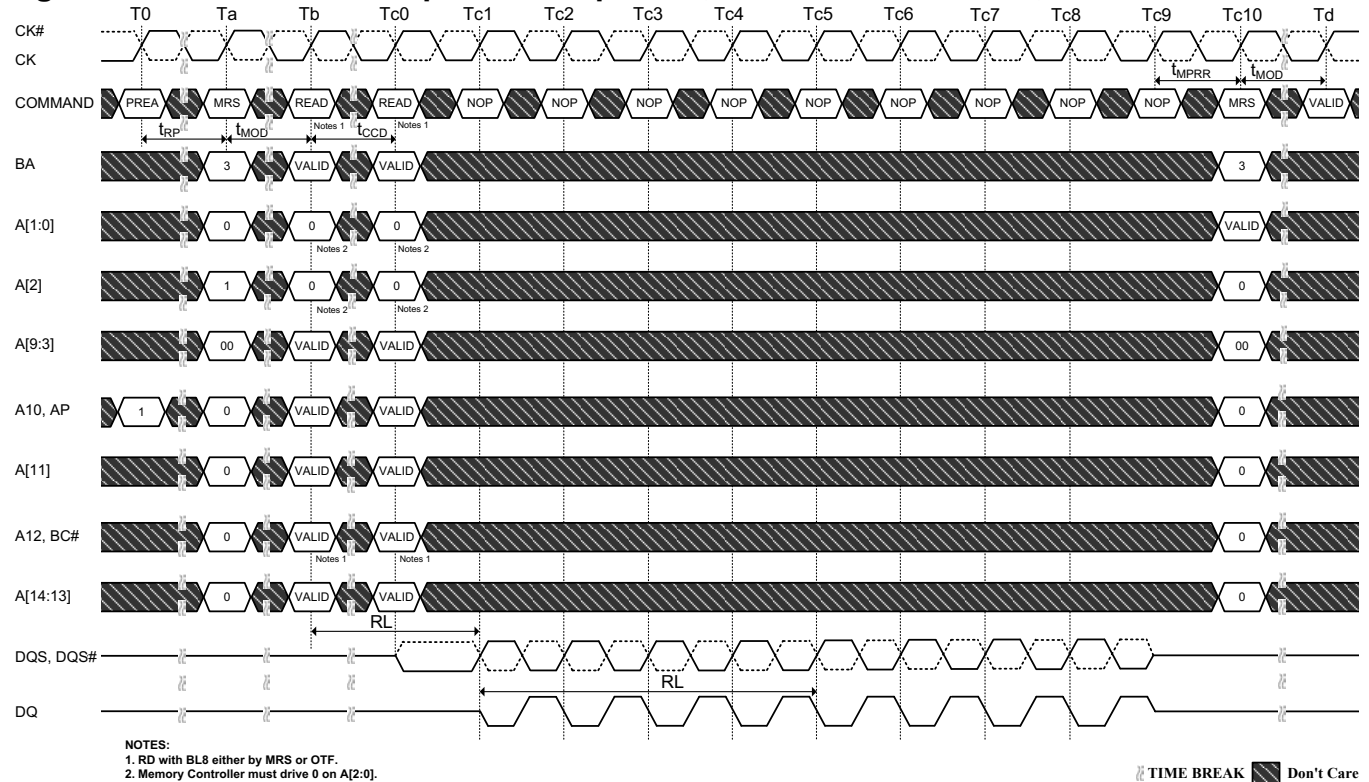 T0 Ta Tb Tc0 Tc1 Tc2 Tc3 Tc4 Tc5 Tc6 Tc7 Tc8 Tc9 Tc10 Td
CK#
CK
tMPRR tMOD
COMMAND PREA MRS READ READ NOP NOP NOP NOP NOP NOP NOP NOP NOP MRS VALID
Notes 1 Notes 1
tRP tMOD tCCD
BA 3 VALID VALID 3
A[1:0] 0 0 0 VALID
Notes 2 Notes 2
A[2] 1 0 0 0
Notes 2 Notes 2
A[9:3] 00 VALID VALID 00
A10, AP 1 0 VALID VALID 0
A[11] 0 VALID VALID 0
A12, BC# 0 VALID VALID 0
Notes 1 Notes 1
A[14:13] 0 VALID VALID 0
RL
DQS, DQS#
RL
DQ
NOTES:
1. RD with BL8 either by MRS or OTF.
2. Memory Controller must drive 0 on A[2:0].
TIME BREAK Don't Care